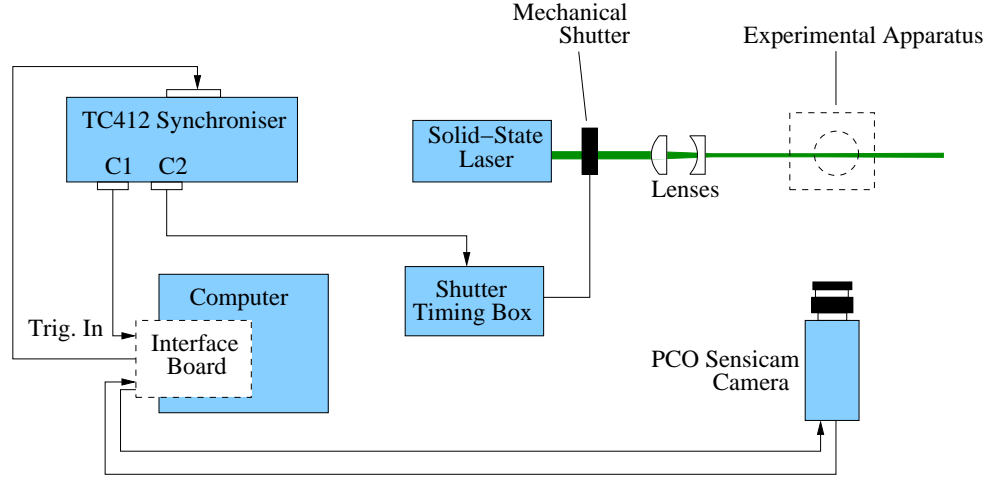 Mechanical
Shutter
Experimental Apparatus
TC412 Synchroniser
C1 C2
Solid−State
Laser
Lenses
Computer
Shutter
Timing Box
Trig. In
Interface
Board
PCO Sensicam
Camera